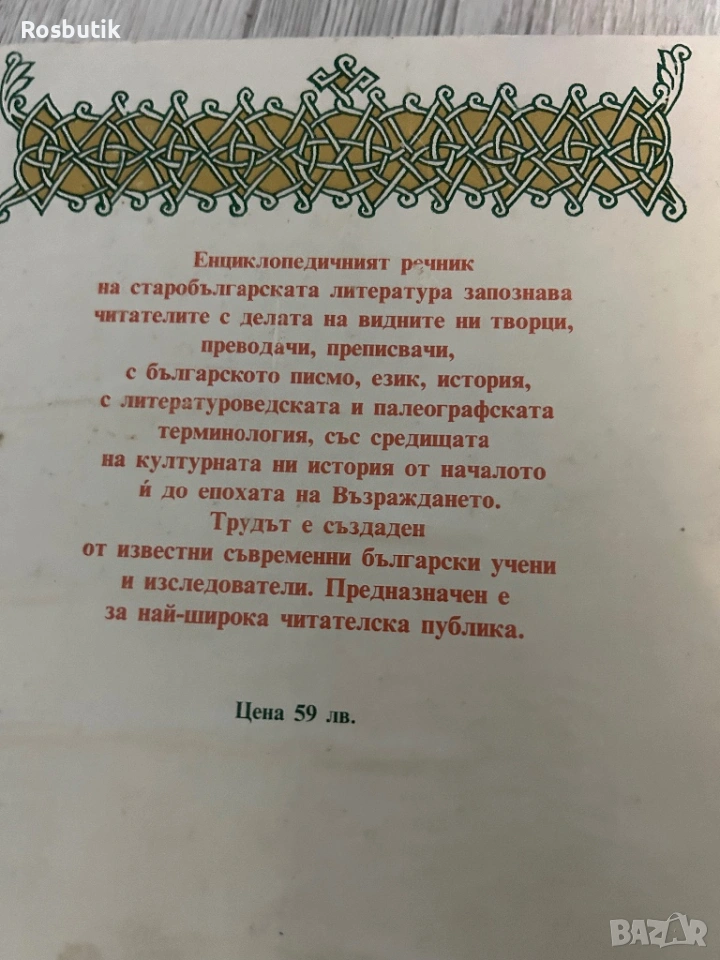 Rosbutik
Енциклопедичният речник
на старобългарската литература запознава
читателите с делата на видните ни творци,
преводачи, преписвачи,
с българското писмо, език, история,
с литературоведската и палеографската
терминология, със средищата
на културната ни история от началото
ѝ до епохата на Възраждането.
Трудът е създаден
от известни съвременни български учени
и изследователи. Предназначен е
за най-широка читателска публика.
Цена 59 лв.
BAZAR